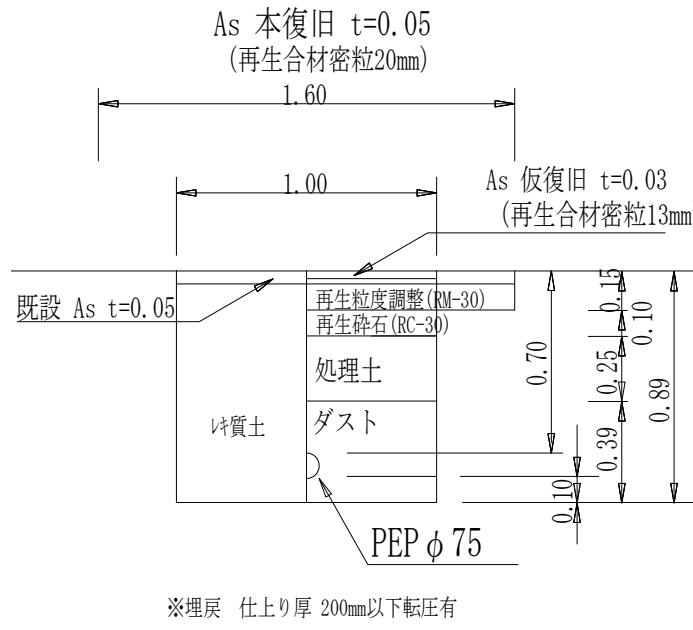 As 本復旧 t=0.05
(再生合材密粒20mm)
1.60
1.00
As 仮復旧 t=0.03
(再生合材密粒13mm
既設 As t=0.05
再生粒度調整(RM-30)
再生砕石(RC-30)
処理土
ダスト
ﾚｷ質土
0.70
0.15
0.10
0.25
0.39
0.89
0.10
PEPφ75
※埋戻 仕上り厚 200mm以下転圧有